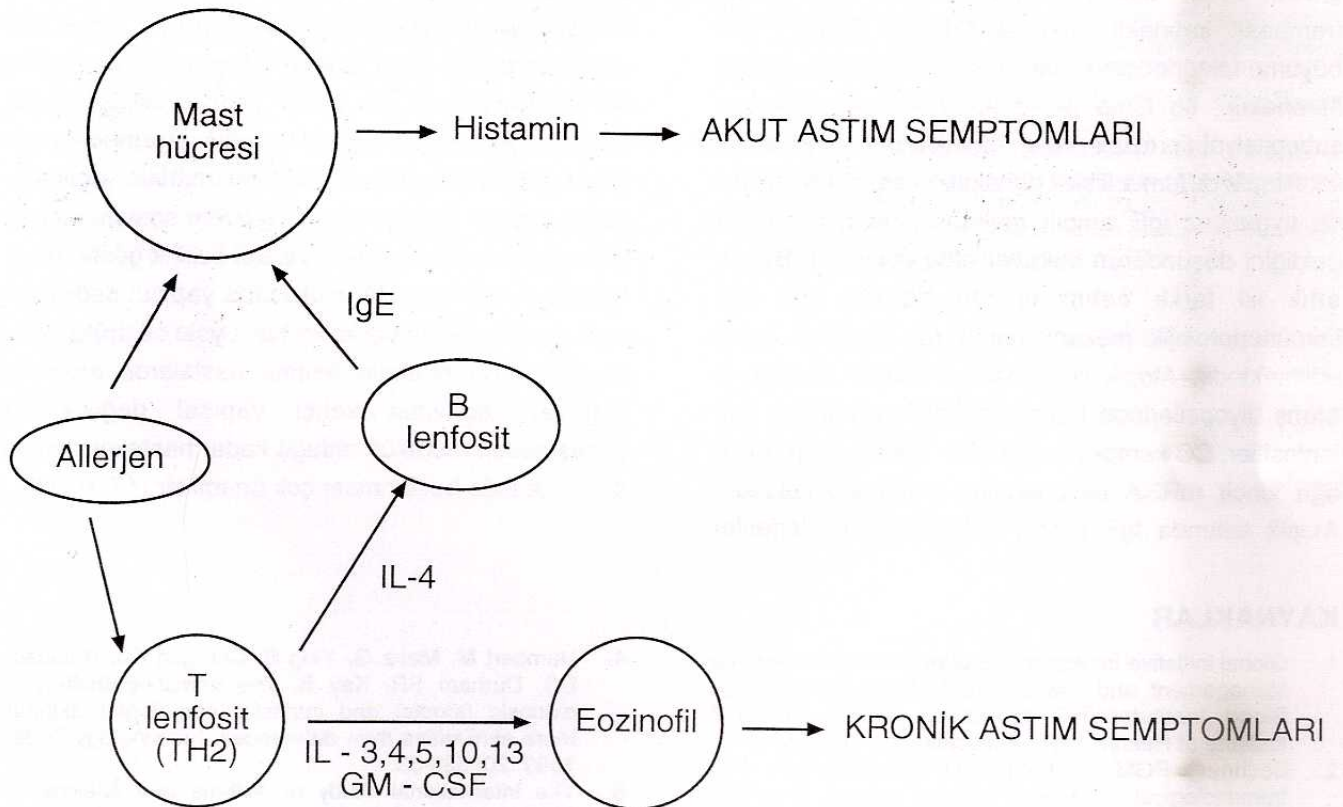 Mast
hücresi
Histamin
AKUT ASTIM SEMPTOMLARI
IgE
B
lenfosit
Allerjen
IL-4
T
lenfosit
(TH2)
IL - 3,4,5,10,13
GM - CSF
Eozinofil
KRONİK ASTIM SEMPTOMLARI